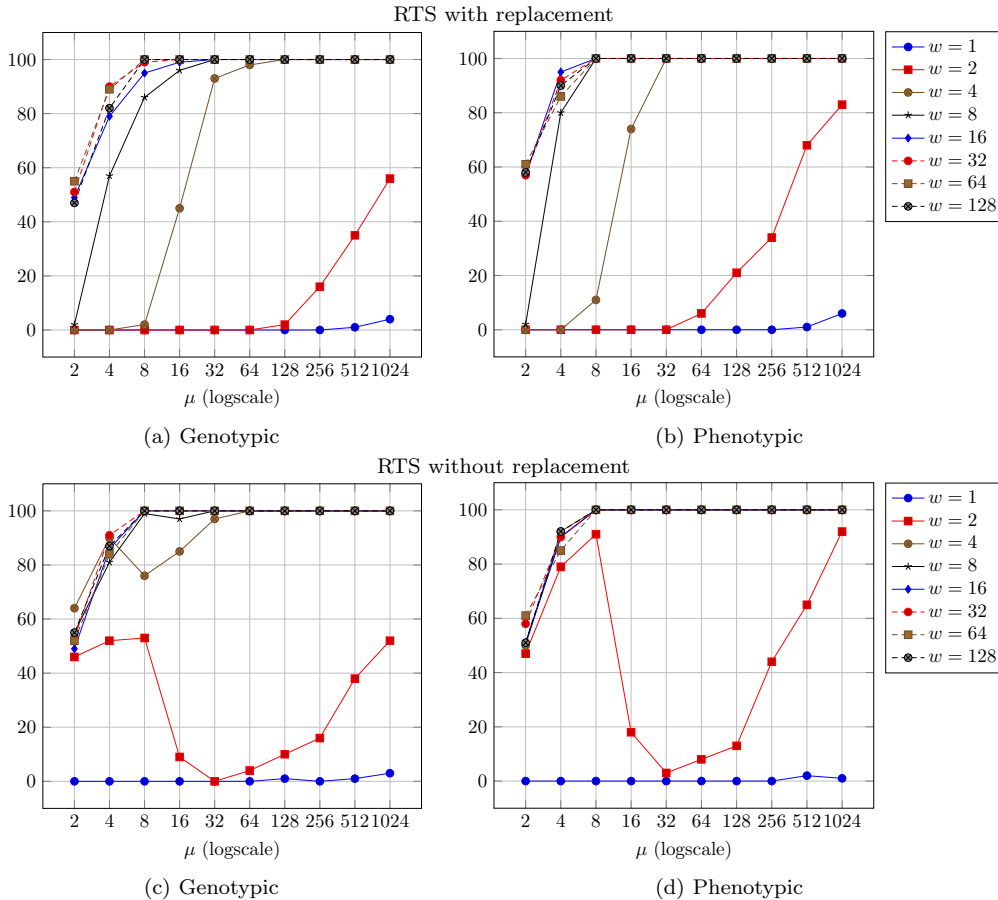 RTS with replacement
100
80
60
40
20
0
2 4 8 16 32 64 128 256 512 1024
μ (logscale)
(a) Genotypic
100
80
60
40
20
0
2 4 8 16 32 64 128 256 512 1024
μ (logscale)
(b) Phenotypic
w = 1
w = 2
w = 4
w = 8
w = 16
w = 32
w = 64
w = 128
RTS without replacement
100
80
60
40
20
0
2 4 8 16 32 64 128 256 512 1024
μ (logscale)
(c) Genotypic
100
80
60
40
20
0
2 4 8 16 32 64 128 256 512 1024
μ (logscale)
(d) Phenotypic
w = 1
w = 2
w = 4
w = 8
w = 16
w = 32
w = 64
w = 128